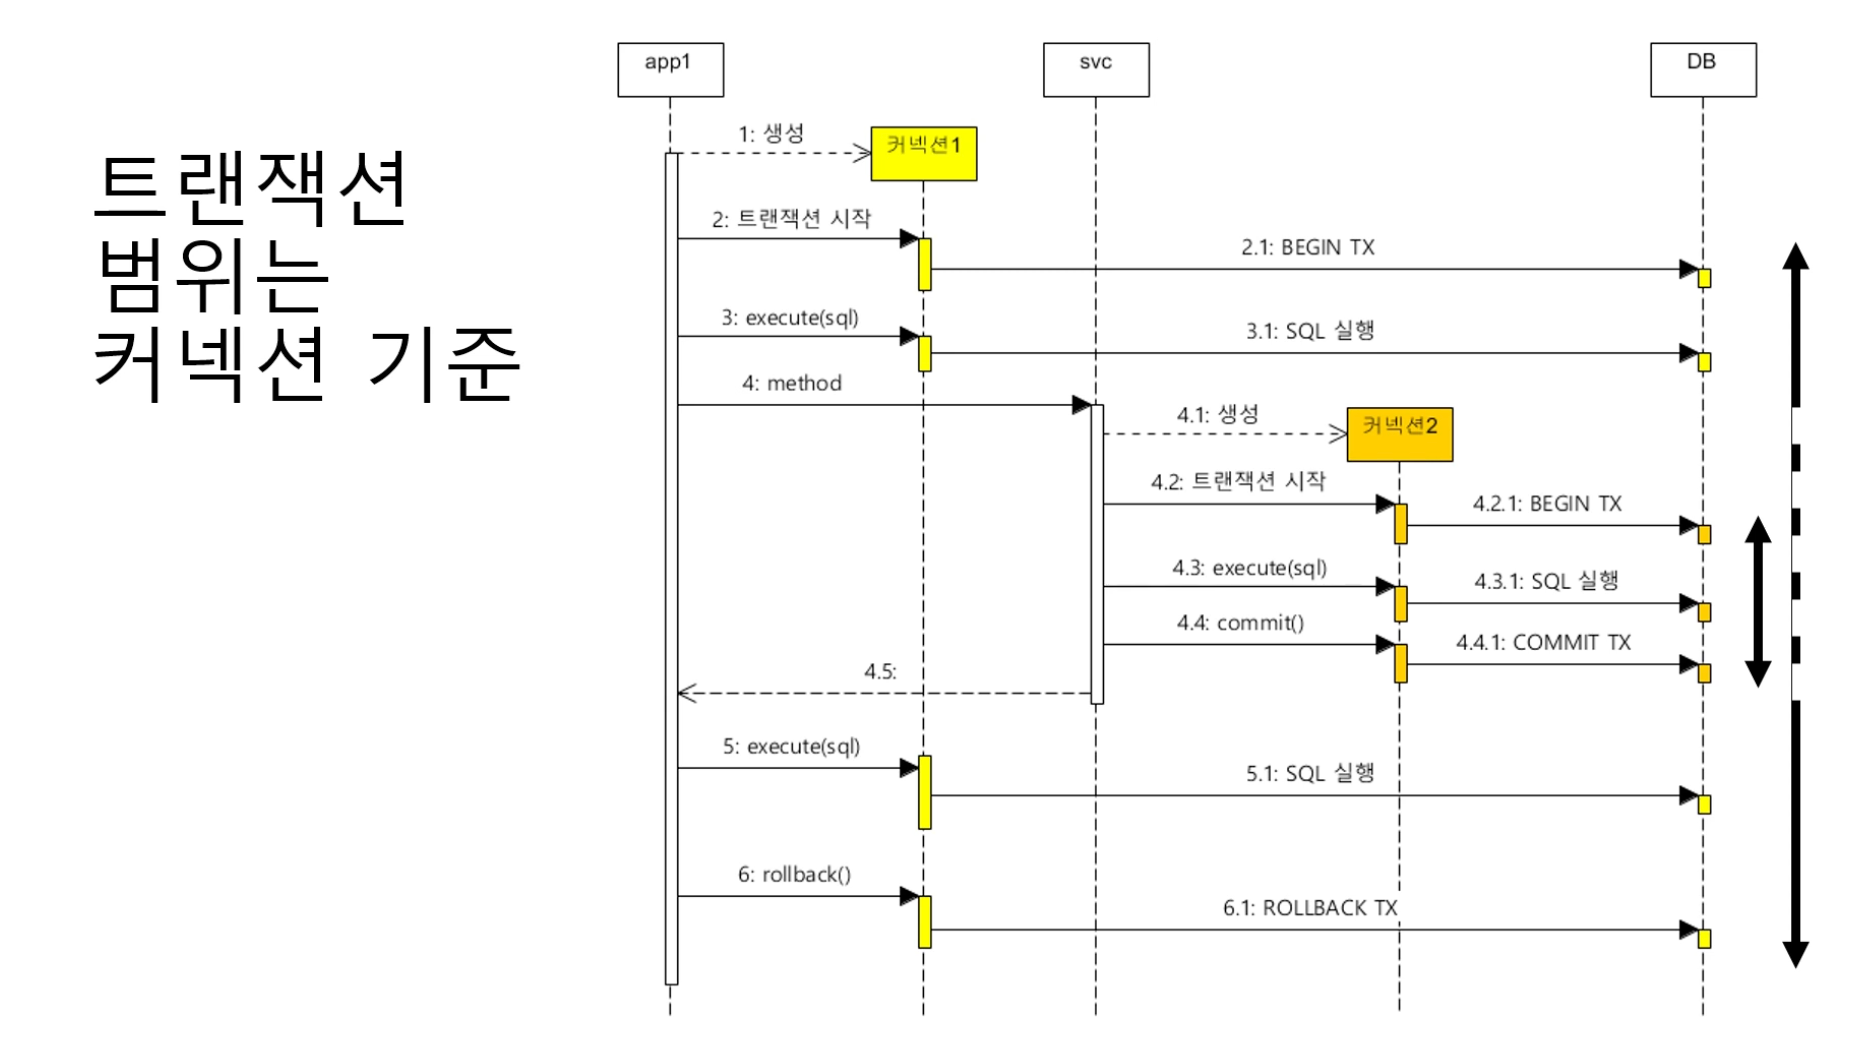 트랜잭션
범위는
커넥션 기준
app1
svc
DB
1: 생성
커넥션1
2: 트랜잭션 시작
2.1: BEGIN TX
3: execute(sql)
3.1: SQL 실행
4: method
4.1: 생성
커넥션2
4.2: 트랜잭션 시작
4.2.1: BEGIN TX
4.3: execute(sql)
4.3.1: SQL 실행
4.4: commit()
4.4.1: COMMIT TX
4.5:
5: execute(sql)
5.1: SQL 실행
6: rollback()
6.1: ROLLBACK TX